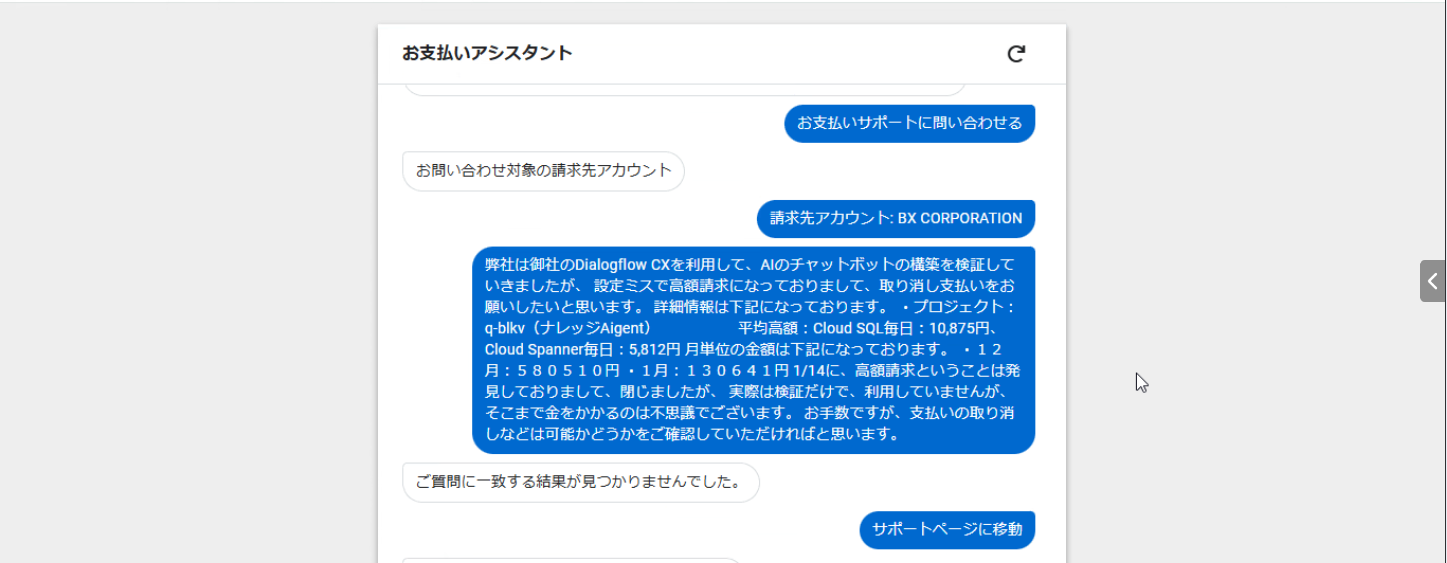 お支払いアシスタント
お支払いサポートに問い合わせる
お問い合わせ対象の請求先アカウント
請求先アカウント: BX CORPORATION
弊社は御社のDialogflow CXを利用して、AIのチャットボットの構築を検証して
いきましたが、 設定ミスで高額請求になっておりまして、取り消し支払いをお
願いしたいと思います。 詳細情報は下記になっております。 ・プロジェクト：
q-blkv（ナレッジAigent） 平均高額：Cloud SQL毎日：10,875円、
Cloud Spanner毎日：5,812円 月単位の金額は下記になっております。 ・１２
月：５８０５１０円 ・１月：１３０６４１円 1/14に、高額請求ということは発
見しておりまして、閉じましたが、 実際は検証だけで、利用していませんが、
そこまで金をかかるのは不思議でございます。 お手数ですが、支払いの取り消
しなどは可能かどうかをご確認していただければと思います。
ご質問に一致する結果が見つかりませんでした。
サポートページに移動